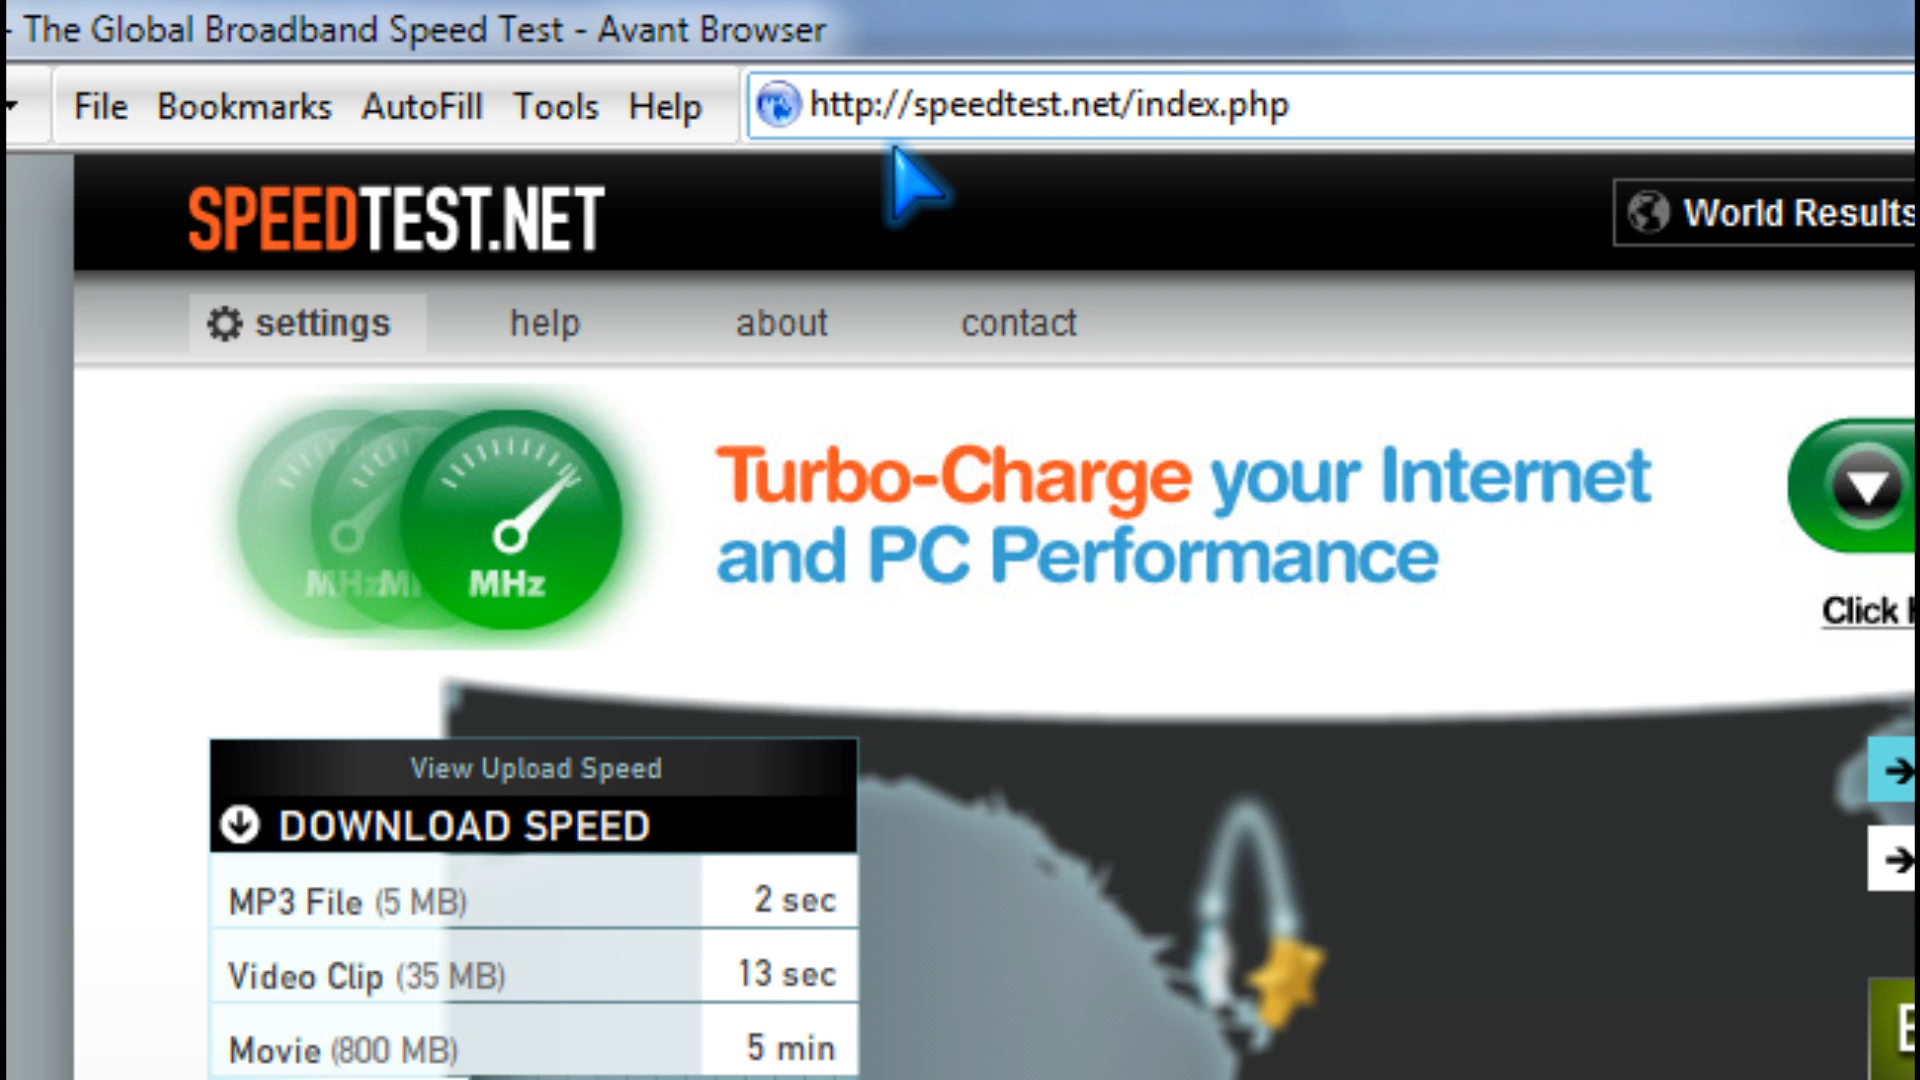 - The Global Broadband Speed Test - Avant Browser
File Bookmarks AutoFill Tools Help http://speedtest.net/index.php
SPEEDTEST.NET World Results
settings help about contact
Turbo-Charge your Internet
and PC Performance
MHz MHz
Click
View Upload Speed
DOWNLOAD SPEED
MP3 File (5 MB) 2 sec
Video Clip (35 MB) 13 sec
Movie (800 MB) 5 min